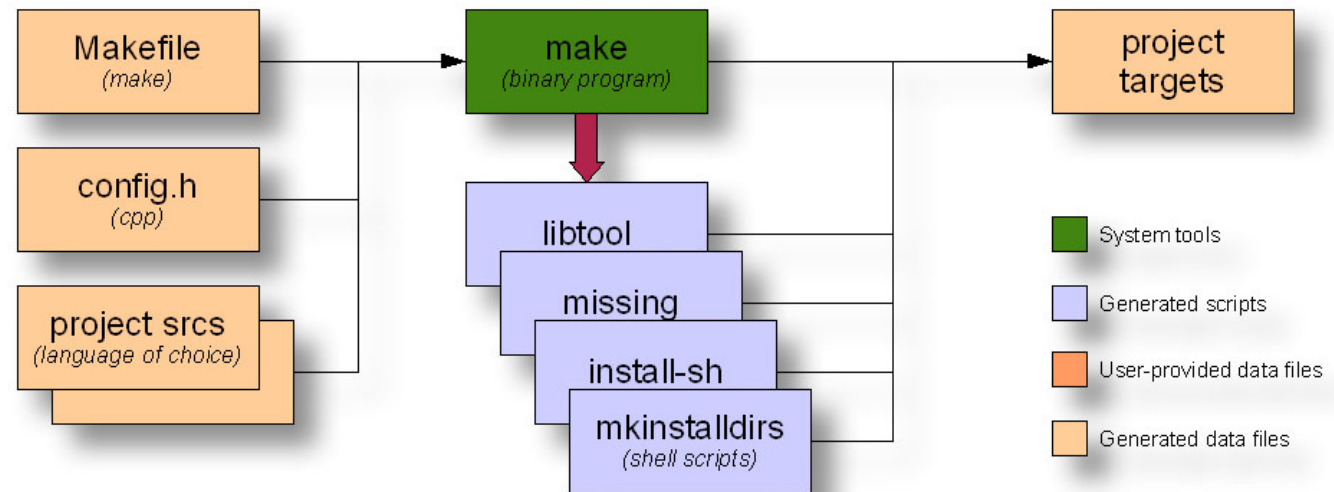 Makefile
(make)
config.h
(cpp)
project srcs
(language of choice)
make
(binary program)
libtool
missing
install-sh
mkinstalldirs
(shell scripts)
project
targets
System tools
Generated scripts
User-provided data files
Generated data files